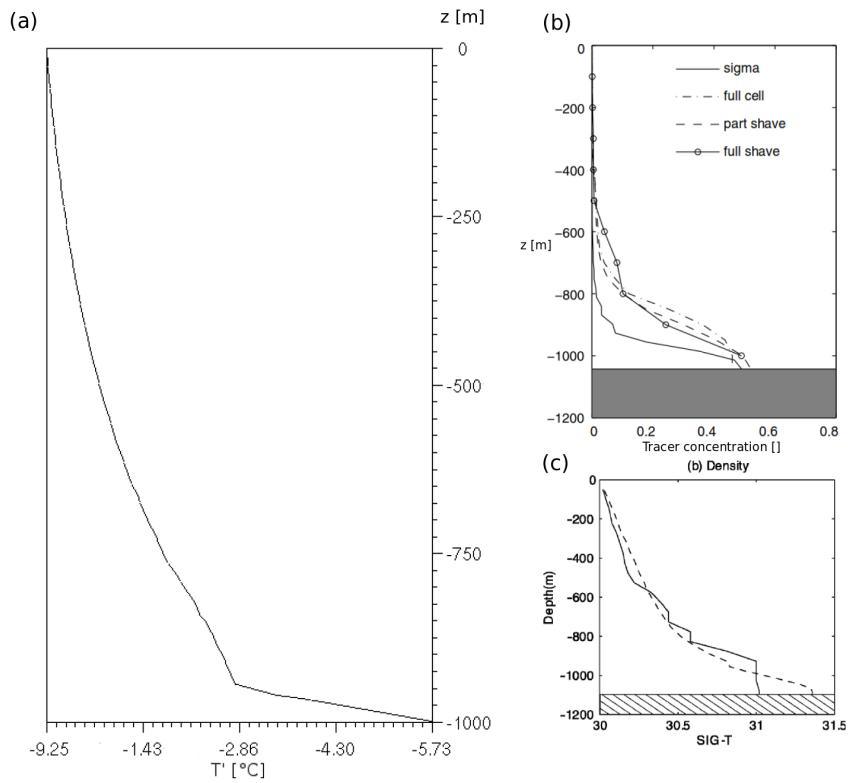 (a)
z [m]
0
-250
-500
-750
-1000
-9.25 -1.43 -2.86 -4.30 -5.73
T' [°C]
(b)
0
-200
-400
-600
-800
-1000
-1200
z [m]
sigma
full cell
part shave
full shave
0 0.2 0.4 0.6 0.8
Tracer concentration []
(c)
(b) Density
0
-200
-400
-600
-800
-1000
-1200
Depth(m)
30 30.5 31 31.5
SIG-T